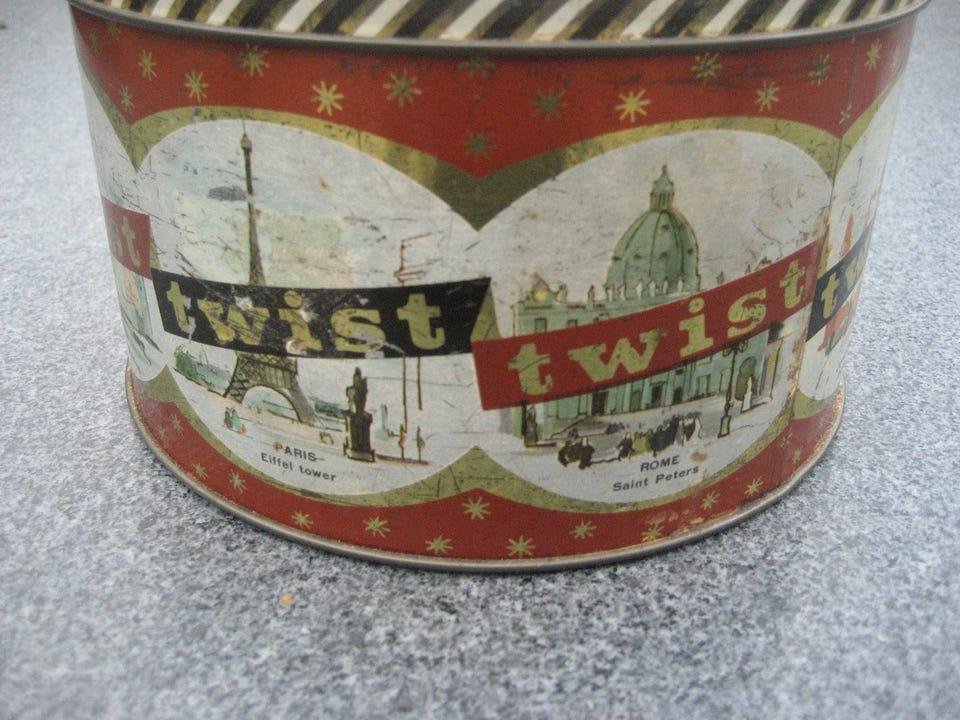 twist
PARIS
Eiffel tower
twist
ROME
Saint Peters